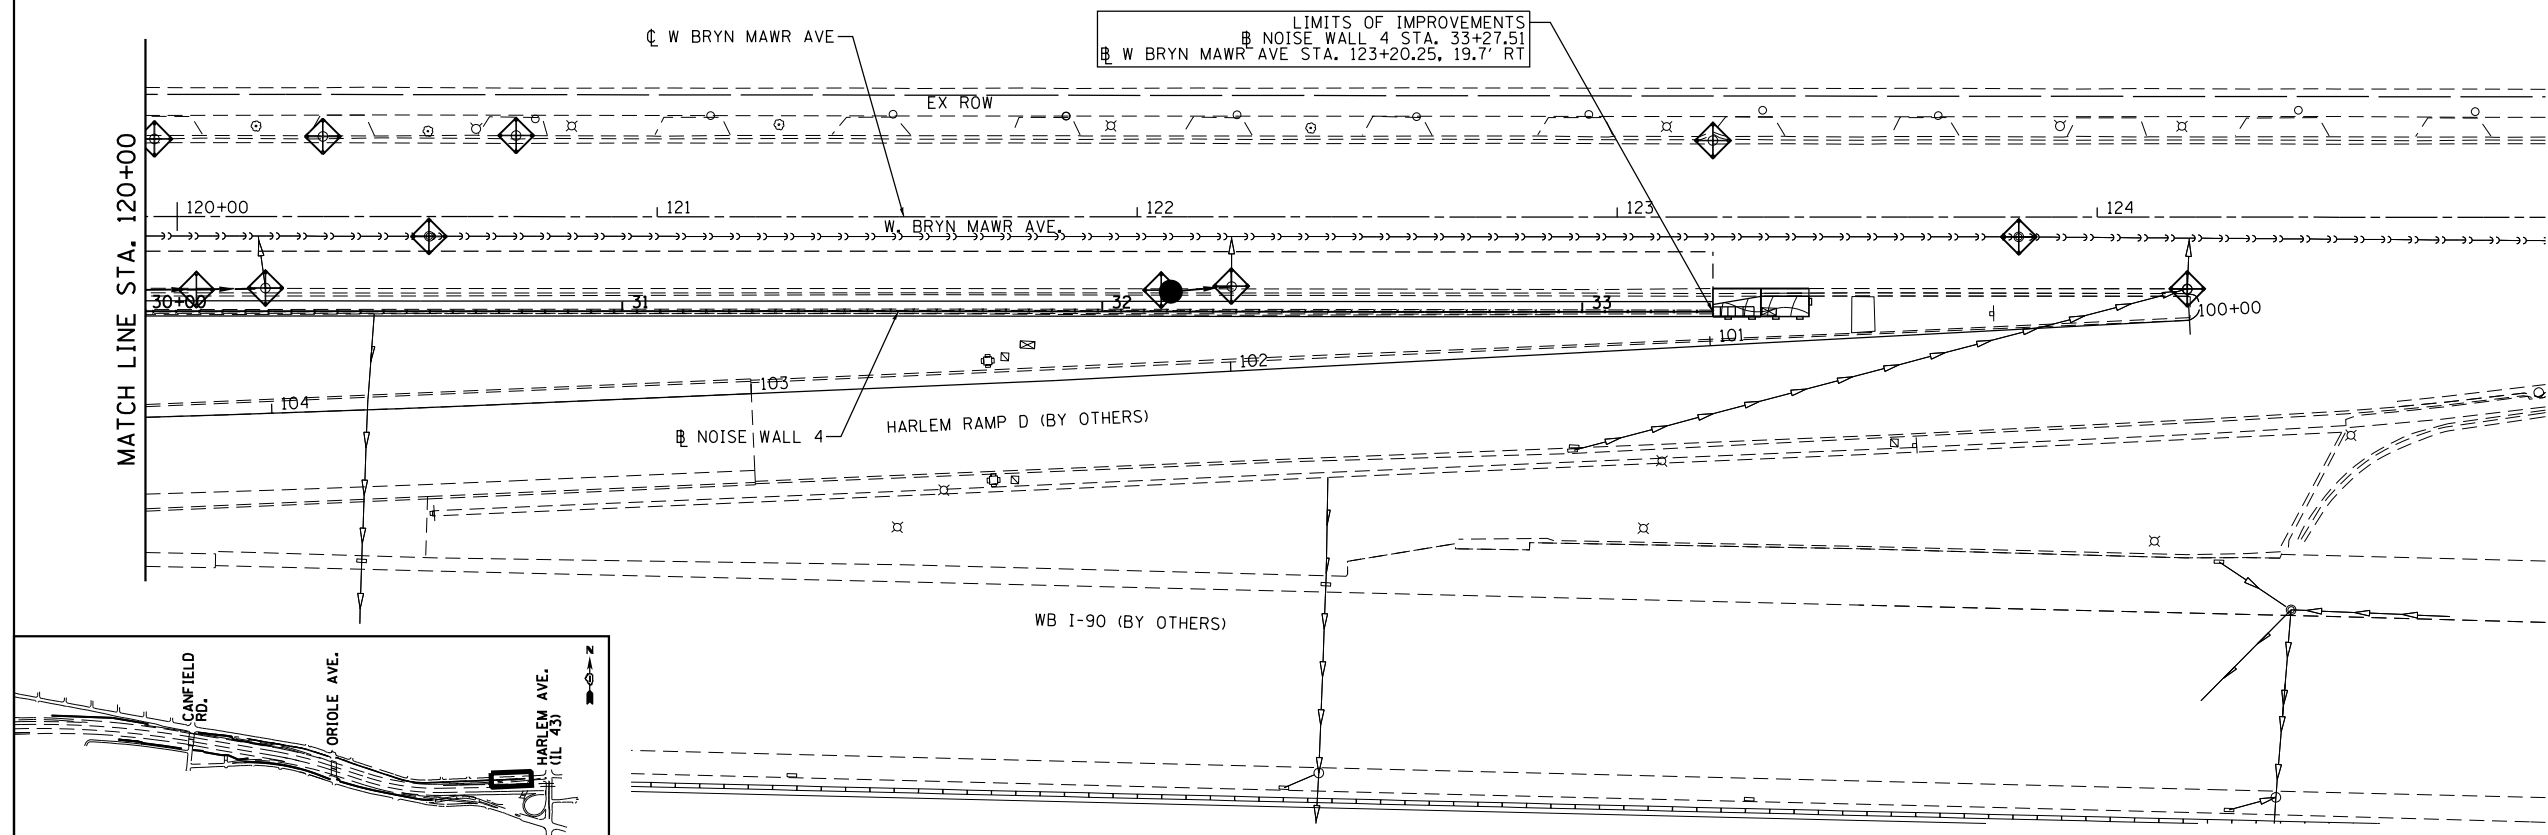 LIMITS OF IMPROVEMENTS
℄ W BRYN MAWR AVE
BL NOISE WALL 4 STA. 33+27.51
BL W BRYN MAWR AVE STA. 123+20.25, 19.7' RT
EX ROW
MATCH LINE STA. 120+00
120+00
121
122
123
124
W. BRYN MAWR AVE.
30+00
31
32
33
100+00
101
102
103
104
HARLEM RAMP D (BY OTHERS)
BL NOISE WALL 4
WB I-90 (BY OTHERS)
CANFIELD
RD.
ORIOLE AVE.
HARLEM AVE.
(IL 43)
N